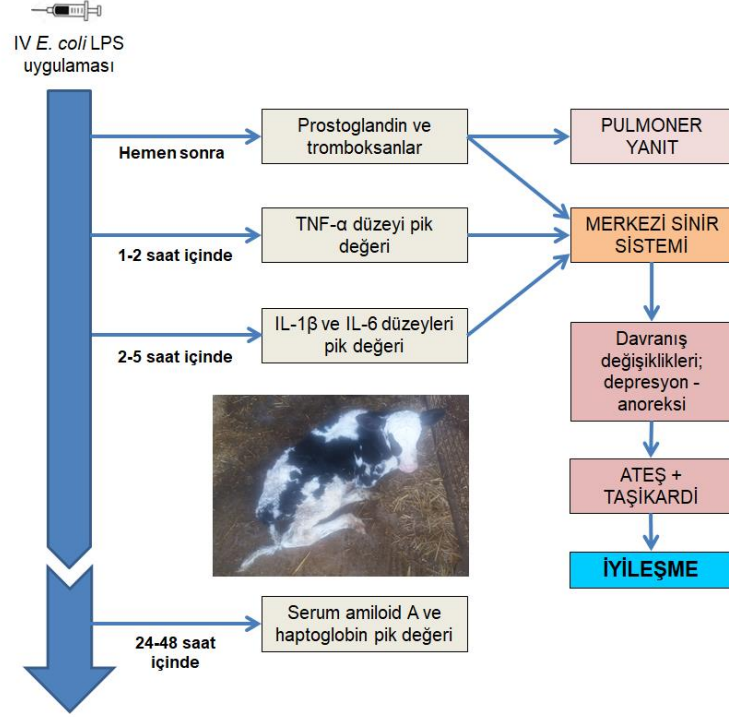 IV E. coli LPS
uygulaması
Hemen sonra
Prostoglandin ve
tromboksanlar
PULMONER
YANIT
1-2 saat içinde
TNF-α düzeyi pik
değeri
MERKEZİ SİNİR
SİSTEMİ
2-5 saat içinde
IL-1β ve IL-6 düzeyleri
pik değeri
Davranış
değişiklikleri;
depresyon -
anoreksi
ATEŞ +
TAŞİKARDİ
İYİLEŞME
24-48 saat
içinde
Serum amiloid A ve
haptoglobin pik değeri